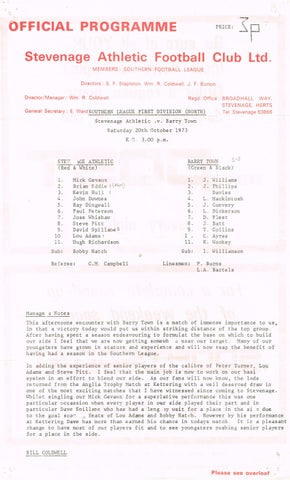 OFFICIAL PROGRAMME
PRICE: 3p
Stevenage Athletic Football Club Ltd.
MEMBERS: SOUTHERN FOOTBALL LEAGUE
Directors: S. F. Stapleton, Wm. R. Coldwell, J. F. Burton
Director/Manager: Wm. R. Coldwell
Regd. Office: BROADHALL WAY,
STEVENAGE, HERTS
General Secretary: E. Ward
Tel. Stevenage
SOUTHERN LEAGUE FIRST DIVISION (NORTH)
Stevenage Athletic .v. Barry Town
Saturday 20th October 1973
3.00 p.m.
ATHLETIC
(Red & White)
BARRY TOWN
(Green & Black)
1. Mick Gevaux 1. J. Williams
2. Brian Eddie 2. J. Phillips
3. Kevin 3. Davies
4. John Downes 4. I. Mackintosh
5. Ray Dingwall 5. J. Convery
6. Paul Peterson 6. L. Dickerson
7. Jose Whishaw 7. D. Fleet
8. Steve Pitt 8. J. Batt
9. David Spillane 9. T. Collins
10 Lou Adams 10 C. Ayres
11. Hugh Richardson 11. K. Hookey
Sub: Bobby Hatch Sub: I. Williamson
Referee: C.M. Campbell Linesmen: P. Burns
L.A. Bartels
Notes
This afternoon encounter with Barry Town is a match of immense importance to us,
in that a victory today would put us within striking distance of the top group.
After having spent a season endeavouring to formulate the base on which to build
our side I feel that we are now getting near our target. Many of our
youngsters have grown in stature and experience and will now reap the benefit of
having had a season in the Southern League.
In adding the experience of senior players of the calibre of Peter Turner, Lou
Adams and Steve Pitt. I feel that the main job is now to work on our basic
system in an effort to blend our side. As our fans will now know, the lads
returned from the Anglia Trophy Match at Kettering with a well deserved draw in
one of the most exciting matches that I have witnessed since coming to Stevenage.
Whilst not singling our Mick Gevaux for a superlative performance this was one
particular occasion when every player in our side played their part and in
particular Dave Spillane who has had a long wait for a place in the side due
to the goal of Lou Adams and Bobby Hatch. However by his performance
at Kettering Dave has more than earned his chance in todays match. It is a pleasant
change to have most of our players fit and to see youngsters pushing senior players
for a place in the side.
BILL COLDWELL
Please see overleaf